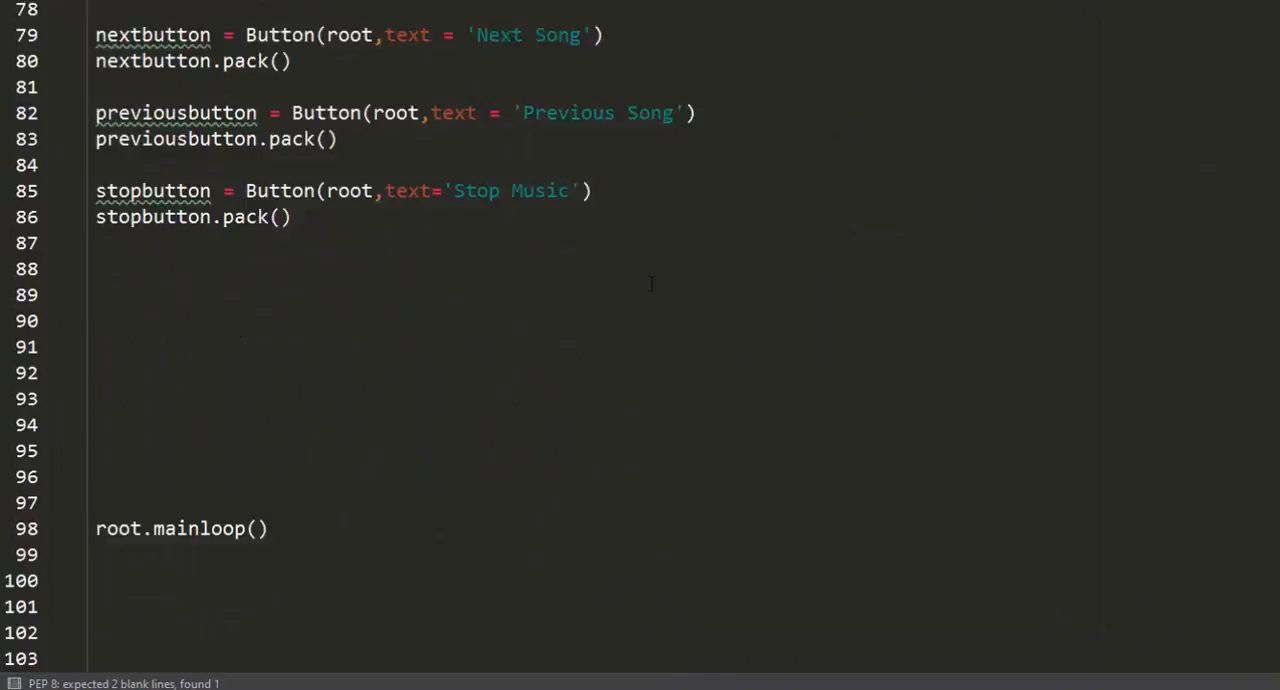 78
79 nextbutton = Button(root,text = 'Next Song')
80 nextbutton.pack()
81
82 previousbutton = Button(root,text = 'Previous Song')
83 previousbutton.pack()
84
85 stopbutton = Button(root,text='Stop Music')
86 stopbutton.pack()
87
88
89
90
91
92
93
94
95
96
97
98 root.mainloop()
99
100
101
102
103
PEP 8: expected 2 blank lines, found 1